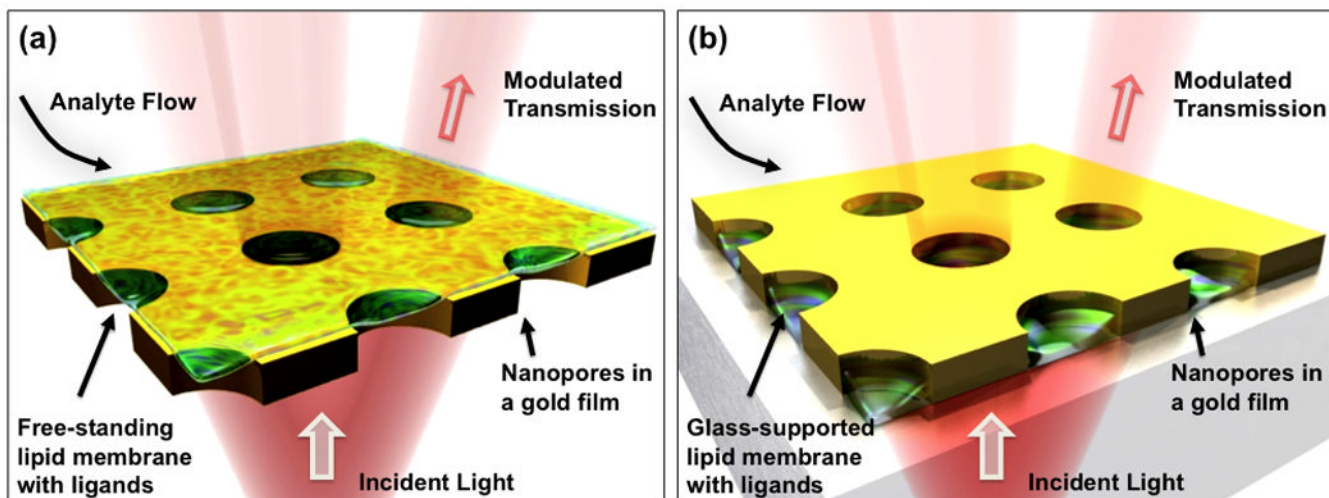 (a)
Analyte Flow
Modulated
Transmission
Free-standing
lipid membrane
with ligands
Incident Light
Nanopores in
a gold film
(b)
Analyte Flow
Modulated
Transmission
Glass-supported
lipid membrane
with ligands
Incident Light
Nanopores in
a gold film